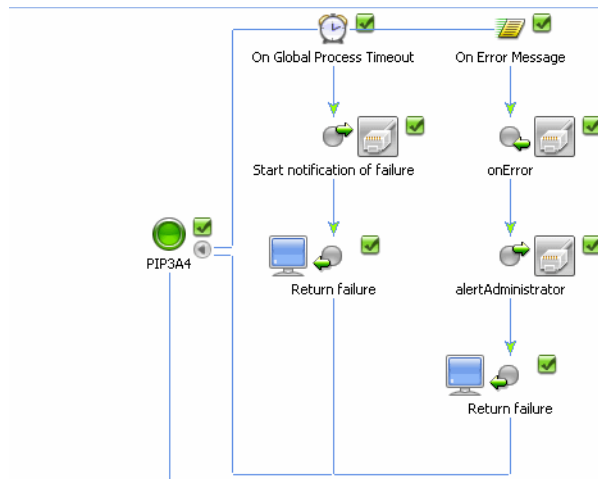 On Global Process Timeout
On Error Message
Start notification of failure
onError
PIP3A4
Return failure
alertAdministrator
Return failure